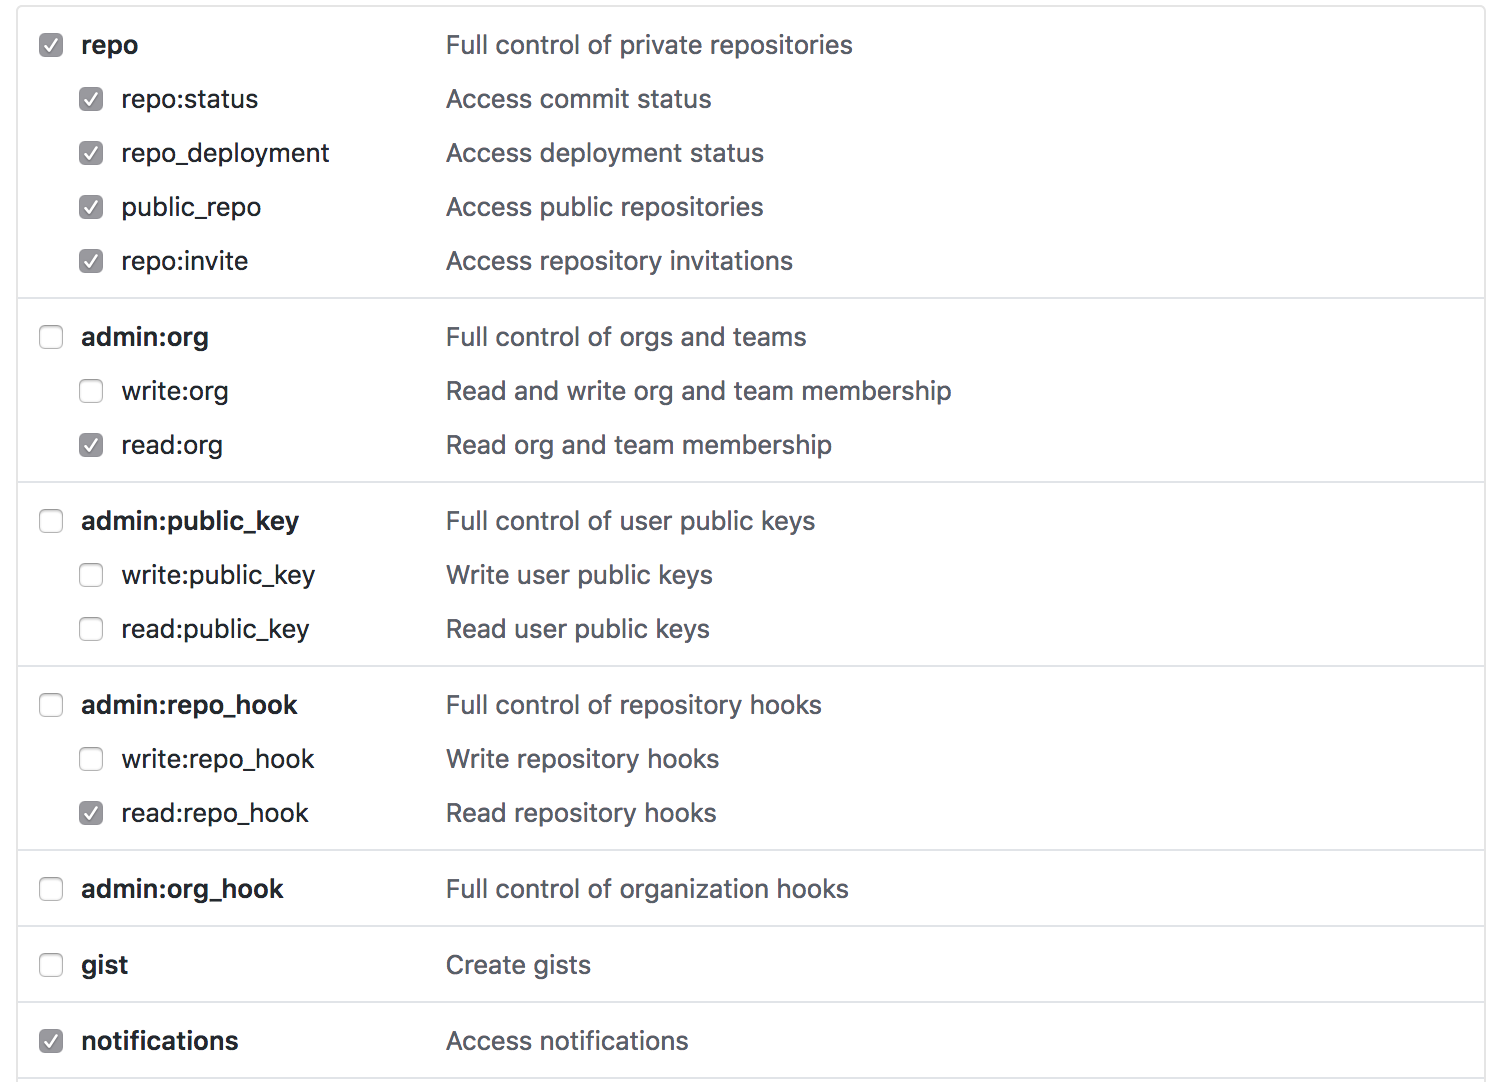 repo Full control of private repositories
repo:status Access commit status
repo_deployment Access deployment status
public_repo Access public repositories
repo:invite Access repository invitations
admin:org Full control of orgs and teams
write:org Read and write org and team membership
read:org Read org and team membership
admin:public_key Full control of user public keys
write:public_key Write user public keys
read:public_key Read user public keys
admin:repo_hook Full control of repository hooks
write:repo_hook Write repository hooks
read:repo_hook Read repository hooks
admin:org_hook Full control of organization hooks
gist Create gists
notifications Access notifications